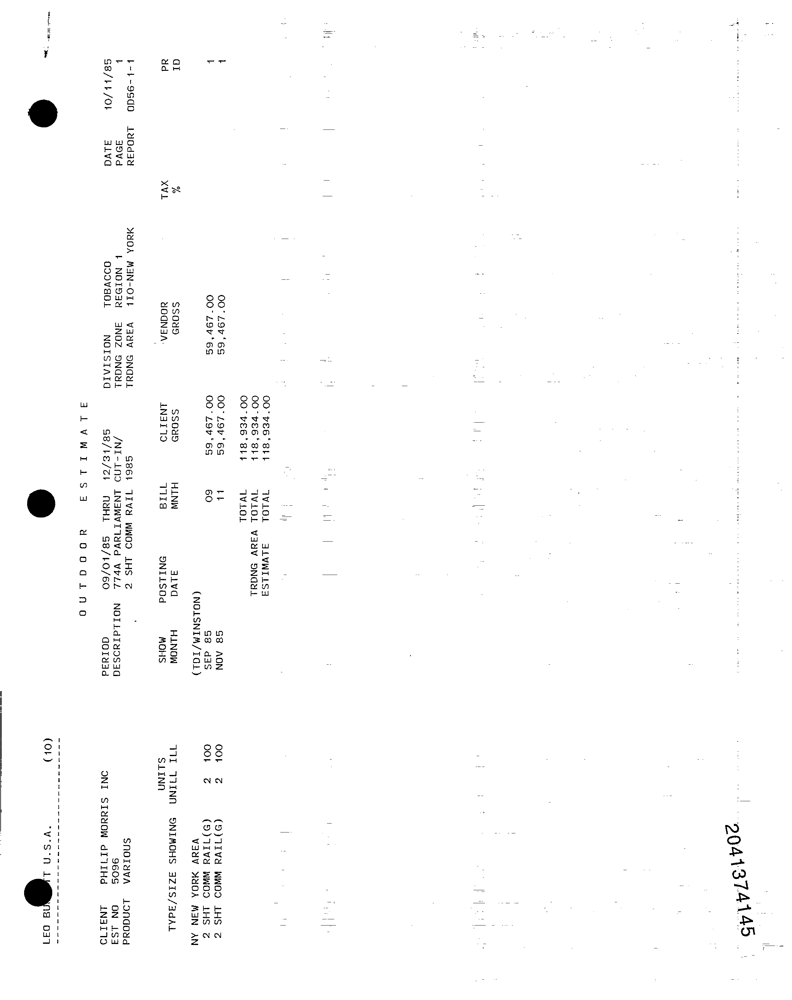 LEO BU TT U.S.A. (10)
O U T D O O R E S T I M A T E
CLIENT PHILIP MORRIS INC PERIOD 09/01/85 THRU 12/31/85 DIVISION TOBACCO DATE 10/11/85
EST NO 5096 DESCRIPTION 774A PARLIAMENT CUT-IN/ TRDNG ZONE REGION 1 PAGE 1
PRODUCT VARIOUS 2 SHT COMM RAIL 1985 TRDNG AREA 110-NEW YORK REPORT OD56-1-1
UNITS SHOW POSTING BILL CLIENT VENDOR TAX PR
TYPE/SIZE SHOWING UNILL ILL MONTH DATE MNTH GROSS GROSS % ID
NY NEW YORK AREA (TDI/WINSTON)
2 SHT COMM RAIL(G) 2 100 SEP 85 09 59,467.00 59,467.00 1
2 SHT COMM RAIL(G) 2 100 NOV 85 11 59,467.00 59,467.00 1
TOTAL 118,934.00
TRDNG AREA TOTAL 118,934.00
ESTIMATE TOTAL 118,934.00
2041374145